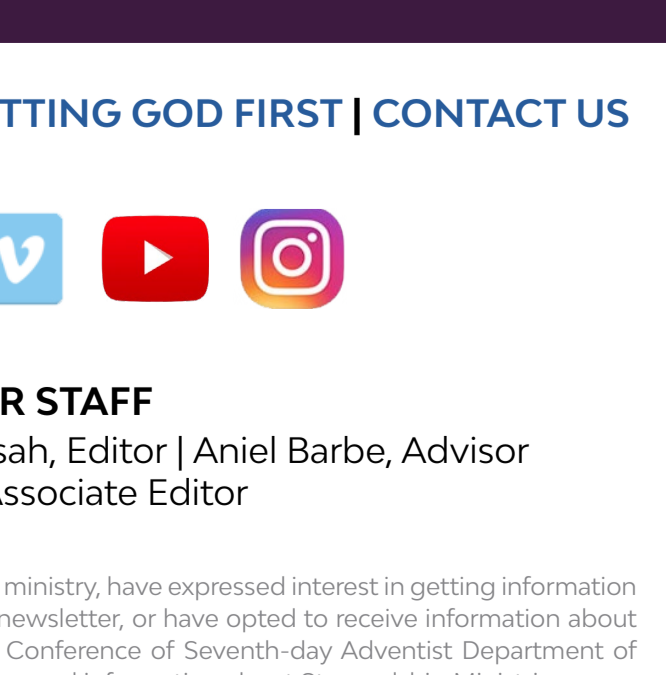 TTING GOD FIRST | CONTACT US
R STAFF
sah, Editor | Aniel Barbe, Advisor
Associate Editor
ministry, have expressed interest in getting information
newsletter, or have opted to receive information about
Conference of Seventh-day Adventist Department of